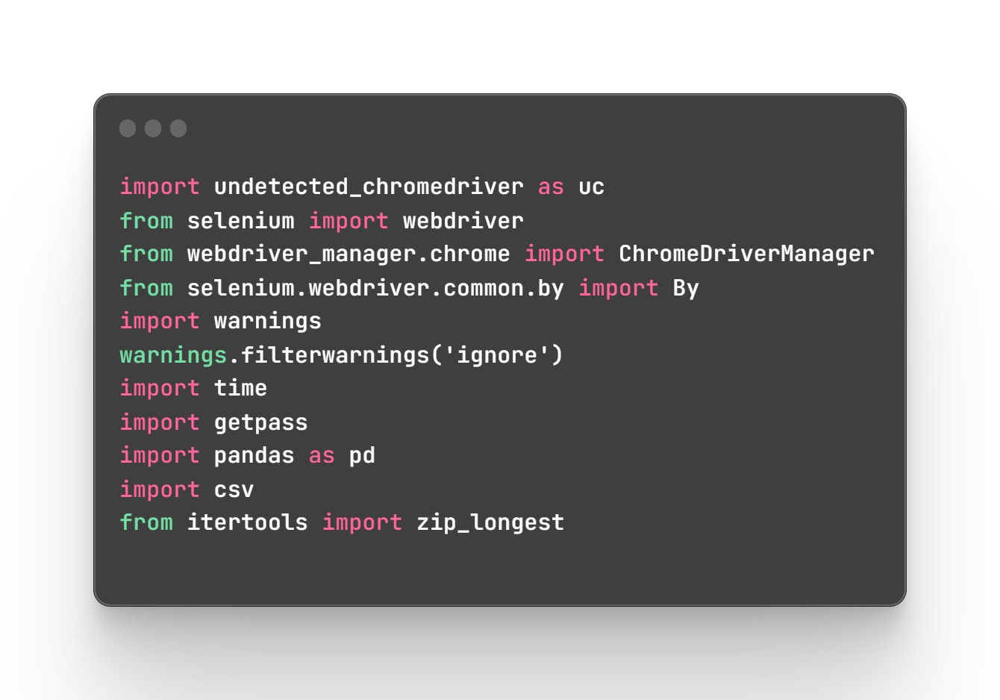 import undetected_chromedriver as uc
from selenium import webdriver
from webdriver_manager.chrome import ChromeDriverManager
from selenium.webdriver.common.by import By
import warnings
warnings.filterwarnings('ignore')
import time
import getpass
import pandas as pd
import csv
from itertools import zip_longest